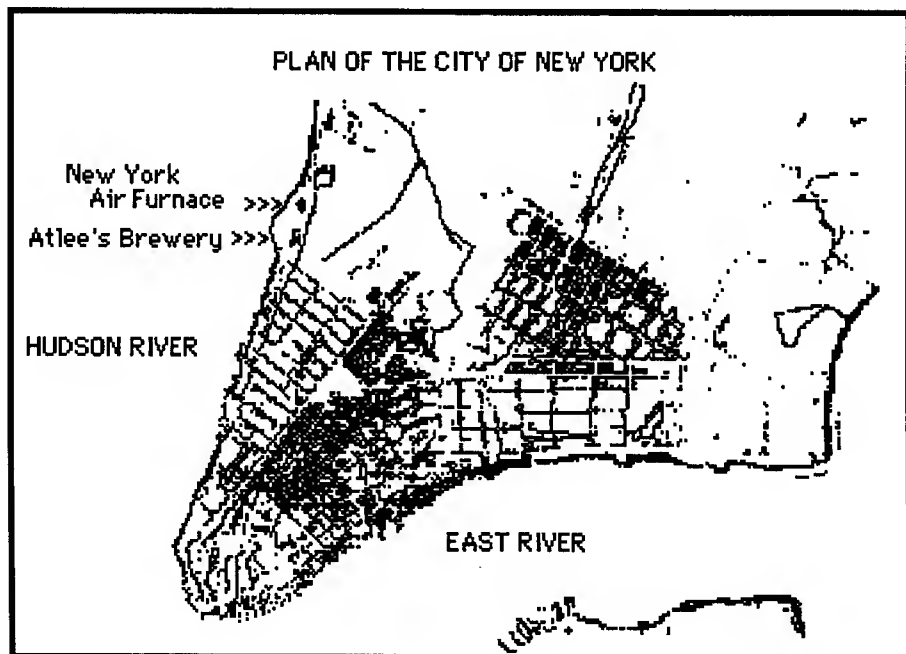 PLAN OF THE CITY OF NEW YORK
New York
Air Furnace >>>
Atlee's Brewery >>>
HUDSON RIVER
EAST RIVER